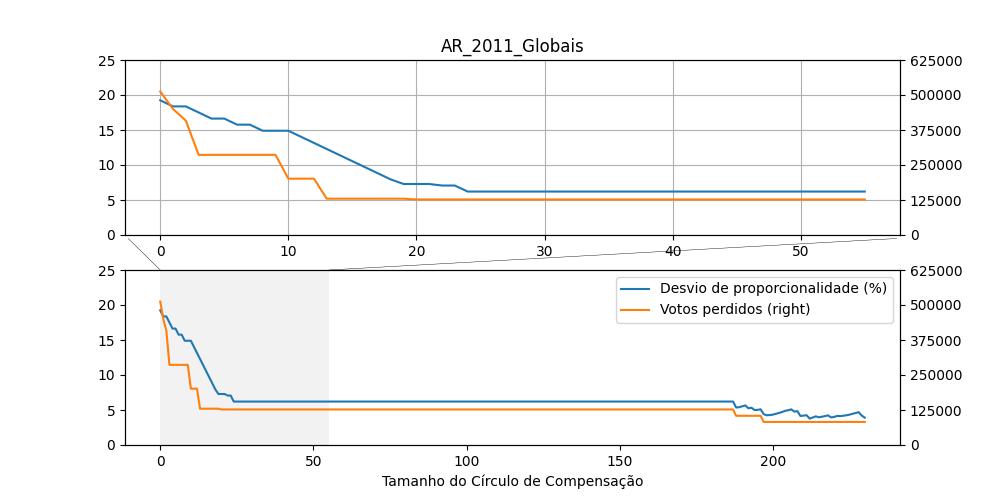 AR_2011_Globais
25 625000
20 500000
15 375000
10 250000
5 125000
0 0
0 10 20 30 40 50
25 625000
Desvio de proporcionalidade (%)
20 500000
Votos perdidos (right)
15 375000
10 250000
5 125000
0 0
0 50 100 150 200
Tamanho do Círculo de Compensação